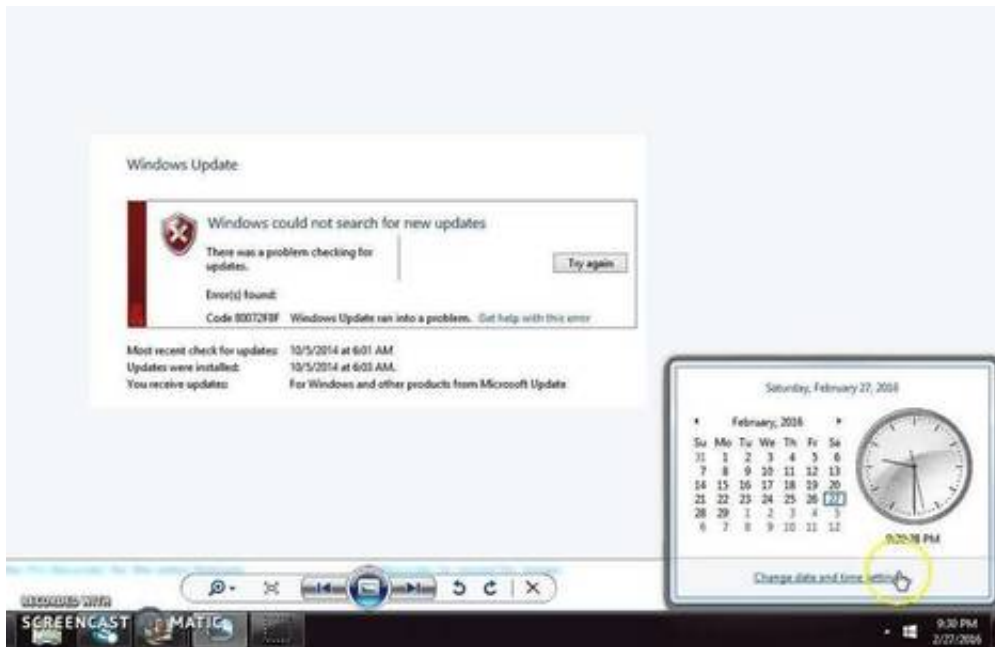 Windows Update
Windows could not search for new updates
There was a problem checking for
updates.
Try again
Error(s) found:
Code 80072F8F Windows Update ran into a problem. Get help with this error
Most recent check for updates: 10/5/2014 at 6:01 AM
Updates were installed: 10/5/2014 at 6:03 AM.
You receive updates: For Windows and other products from Microsoft Update
Saturday, February 27, 2016
February, 2016
Su Mo Tu We Th Fr Sa
31 1 2 3 4 5 6
7 8 9 10 11 12 13
14 15 16 17 18 19 20
21 22 23 24 25 26 27
28 29 1 2 3 4 5
6 7 8 9 10 11 12
PM
Change date and time settings
RECORDED WITH
SCREENCAST MATIC
9:30 PM
2/27/2016